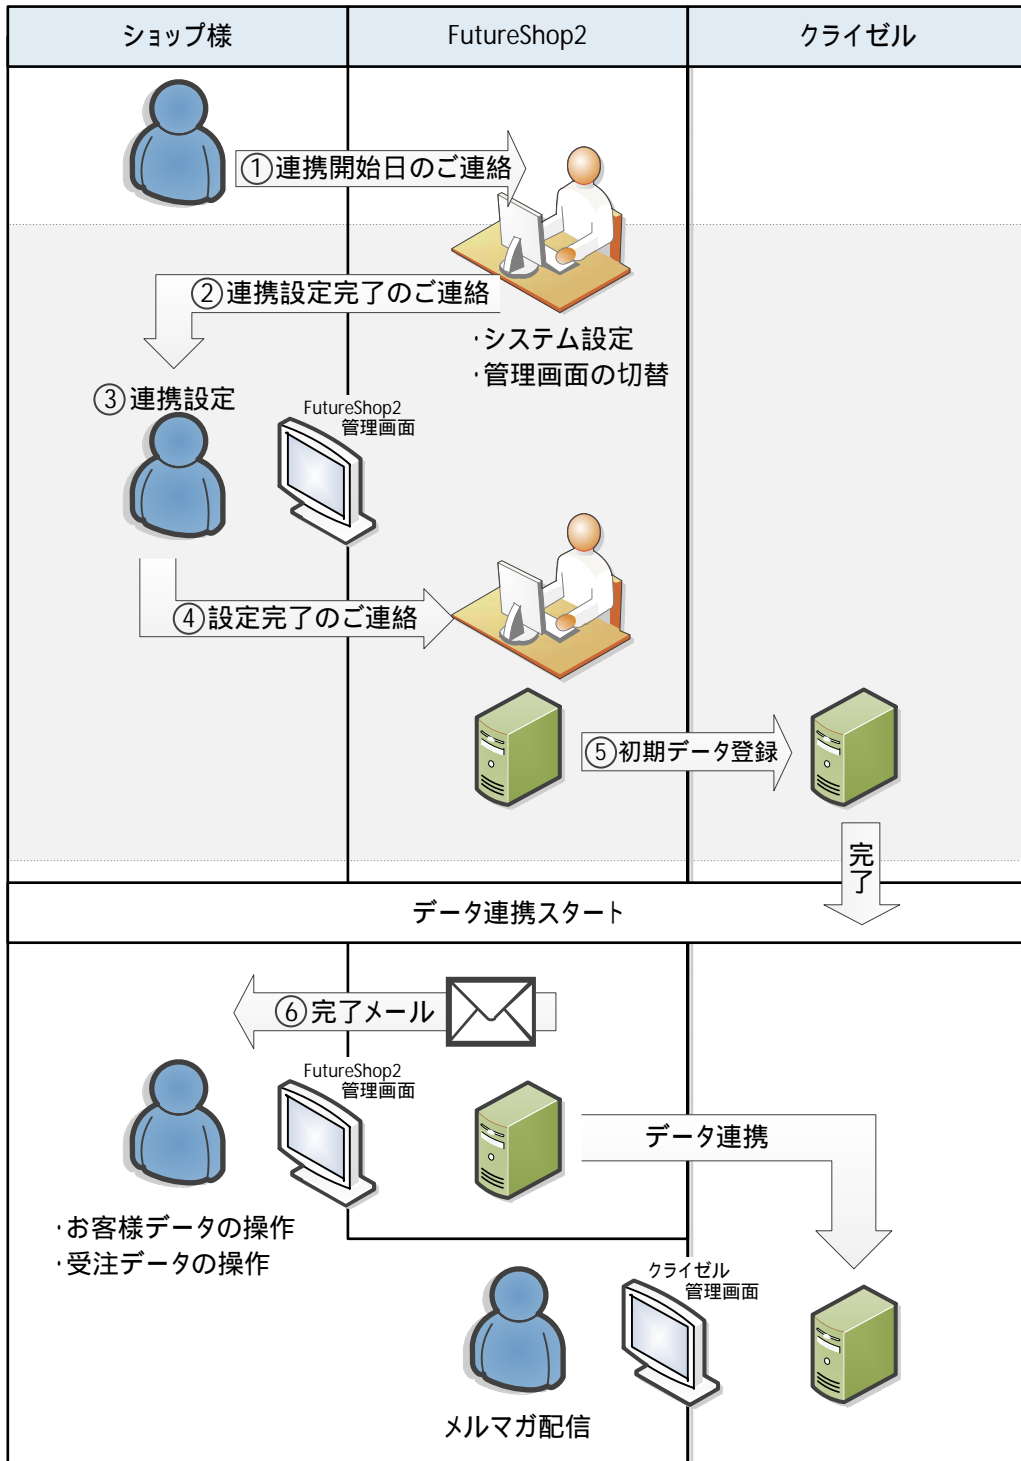 ショップ様
FutureShop2
クライゼル
①連携開始日のご連絡
②連携設定完了のご連絡
・システム設定
・管理画面の切替
③連携設定
FutureShop2
管理画面
④設定完了のご連絡
⑤初期データ登録
完了
データ連携スタート
⑥完了メール
FutureShop2
管理画面
データ連携
・お客様データの操作
・受注データの操作
クライゼル
管理画面
メルマガ配信